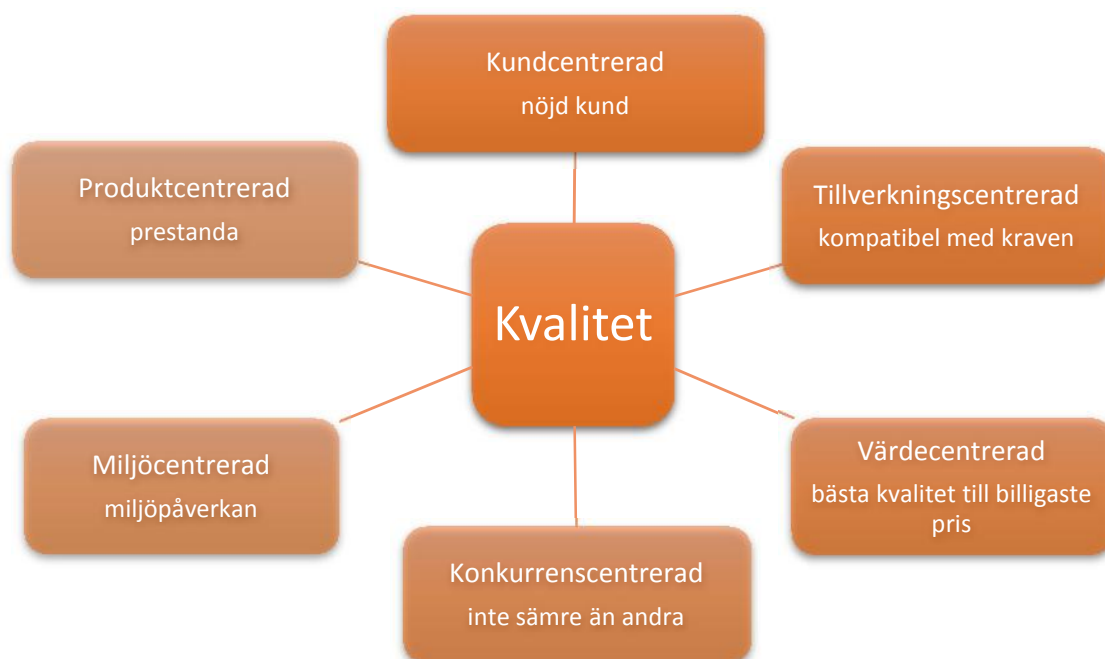 Kundcentrerad
nöjd kund
Produktcentrerad
prestanda
Tillverkningscentrerad
kompatibel med kraven
Kvalitet
Miljöcentrerad
miljöpåverkan
Värdecentrerad
bästa kvalitet till billigaste
pris
Konkurrenscentrerad
inte sämre än andra